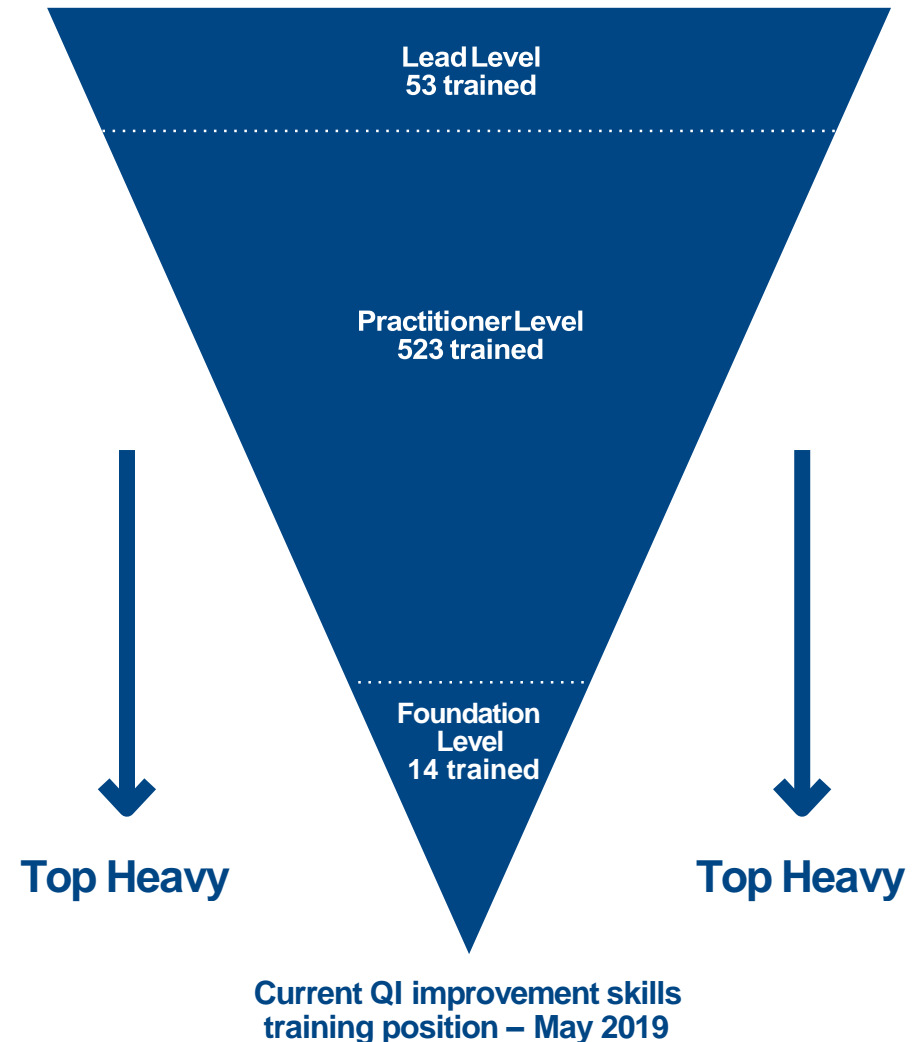 Lead Level
53 trained
Practitioner Level
523 trained
Foundation
Level
14 trained
Top Heavy
Top Heavy
Current QI improvement skills
training position – May 2019